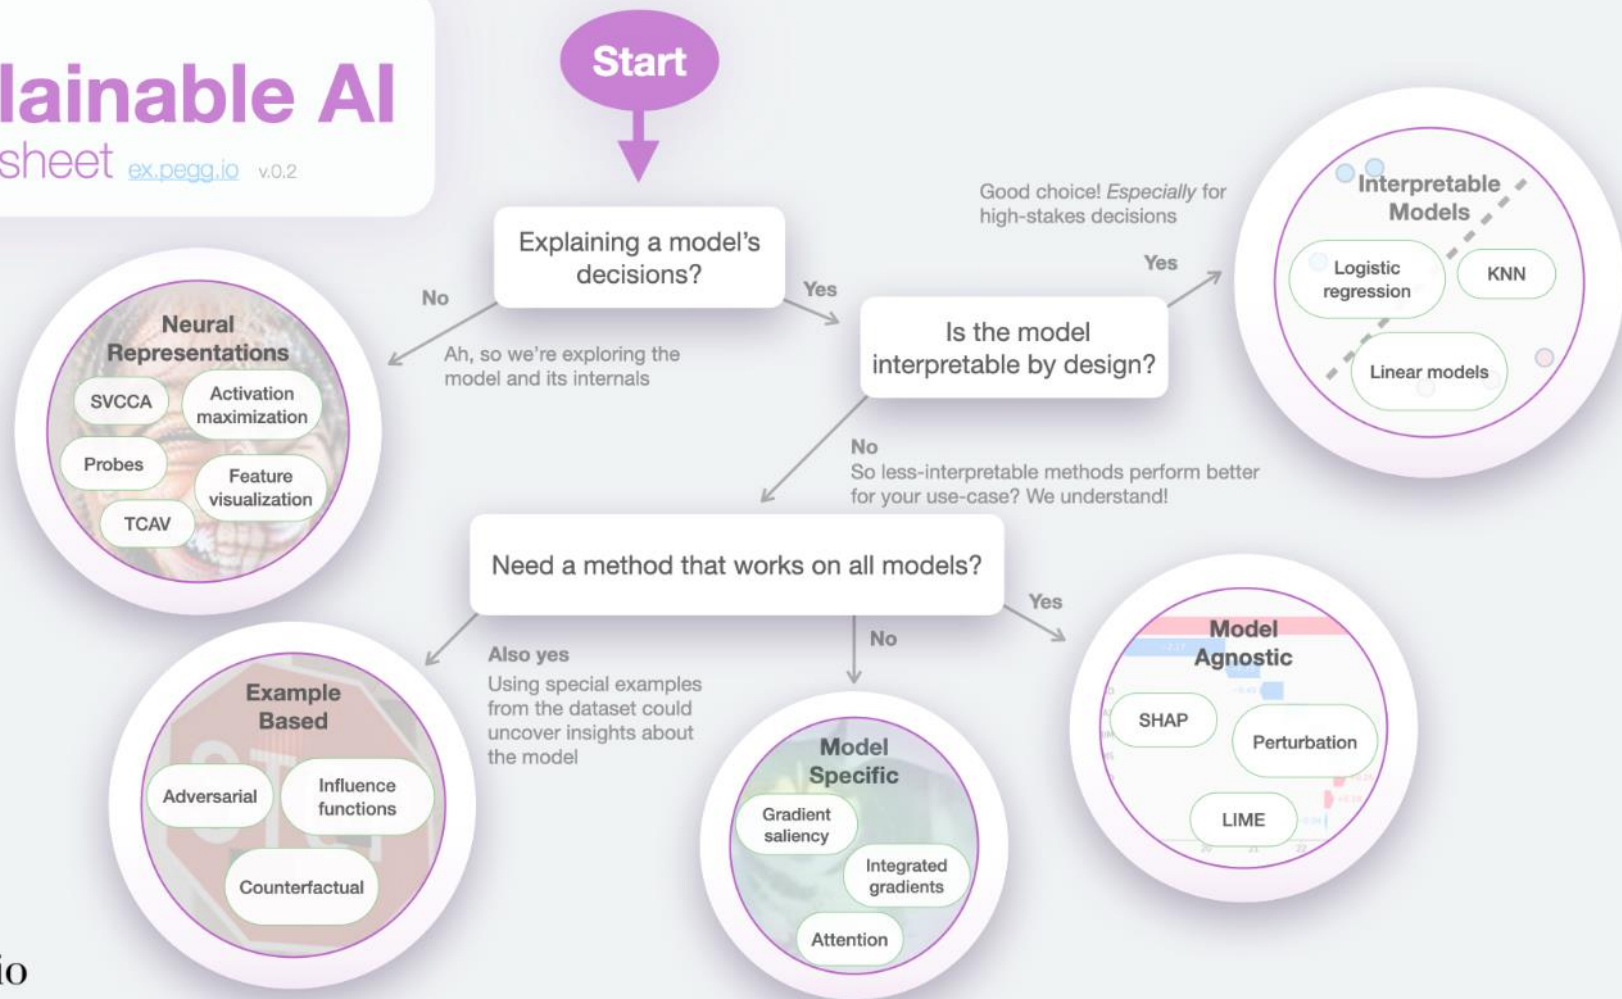 lainable AI
sheet ex.pegg.io v.0.2
Start
Explaining a model's
decisions?
No
Yes
Ah, so we're exploring the
model and its internals
Good choice! Especially for
high-stakes decisions
Is the model
interpretable by design?
Yes
Interpretable
Models
Logistic
regression
KNN
Linear models
Neural
Representations
SVCCA
Activation
maximization
Probes
Feature
visualization
TCAV
No
So less-interpretable methods perform better
for your use-case? We understand!
Need a method that works on all models?
Also yes
Using special examples
from the dataset could
uncover insights about
the model
No
Yes
Example
Based
Adversarial
Influence
functions
Counterfactual
Model
Specific
Gradient
saliency
Integrated
gradients
Attention
Model
Agnostic
SHAP
Perturbation
LIME
io